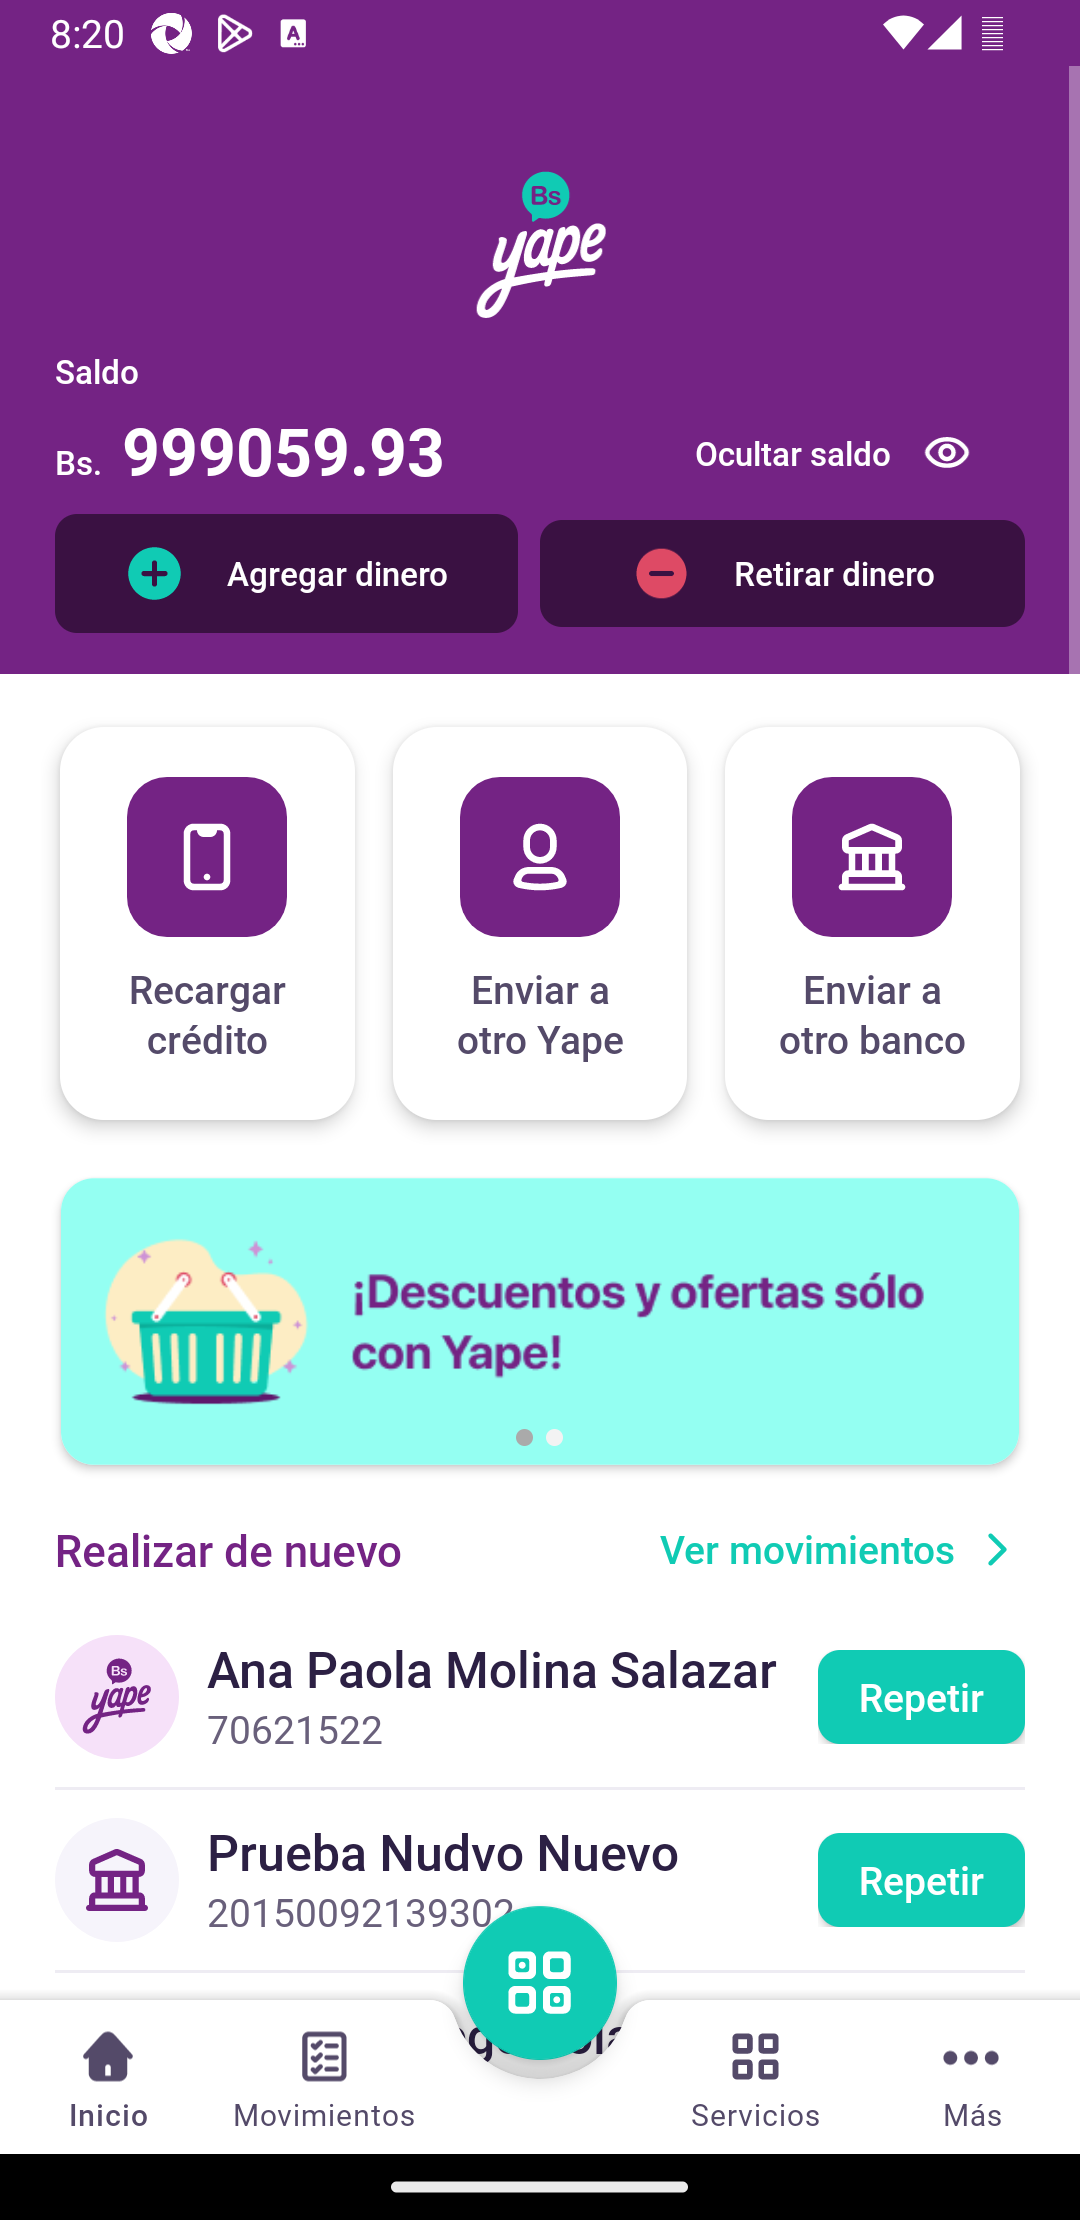 8:20
A
Bs
yape
Saldo
Bs. 999059.93
Ocultar saldo
Agregar dinero
Retirar dinero
Recargar
crédito
Enviar a
otro Yape
Enviar a
otro banco
¡Descuentos y ofertas sólo
con Yape!
Realizar de nuevo
Ver movimientos
Bs
yape
Ana Paola Molina Salazar
70621522
Repetir
Prueba Nudvo Nuevo
20150092139302
Repetir
Inicio
Movimientos
Servicios
Más